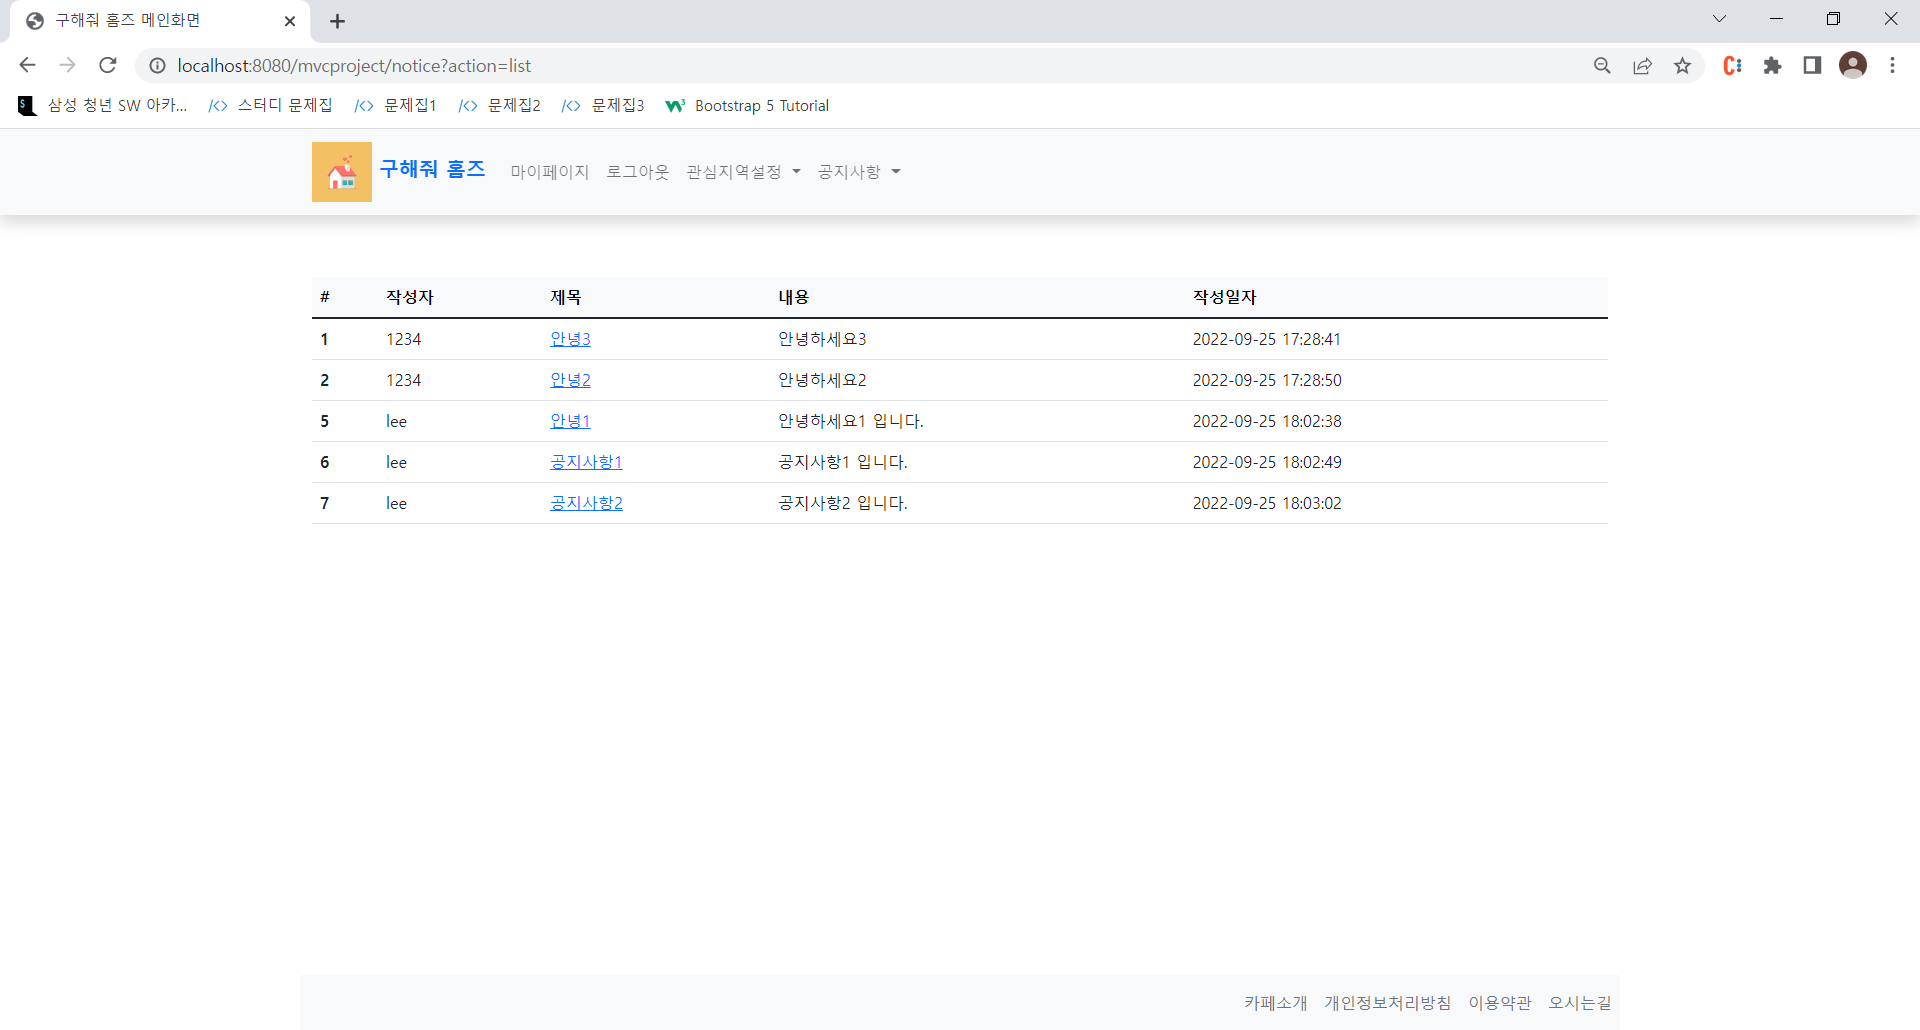 구해줘 홈즈 메인화면
localhost:8080/mvcproject/notice?action=list
삼성 청년 SW 아카... 스터디 문제집 문제집1 문제집2 문제집3 Bootstrap 5 Tutorial
구해줘 홈즈 마이페이지 로그아웃 관심지역설정 공지사항
# 작성자 제목 내용 작성일자
1 1234 안녕3 안녕하세요3 2022-09-25 17:28:41
2 1234 안녕2 안녕하세요2 2022-09-25 17:28:50
5 lee 안녕1 안녕하세요1 입니다. 2022-09-25 18:02:38
6 lee 공지사항1 공지사항1 입니다. 2022-09-25 18:02:49
7 lee 공지사항2 공지사항2 입니다. 2022-09-25 18:03:02
카페소개 개인정보처리방침 이용약관 오시는길